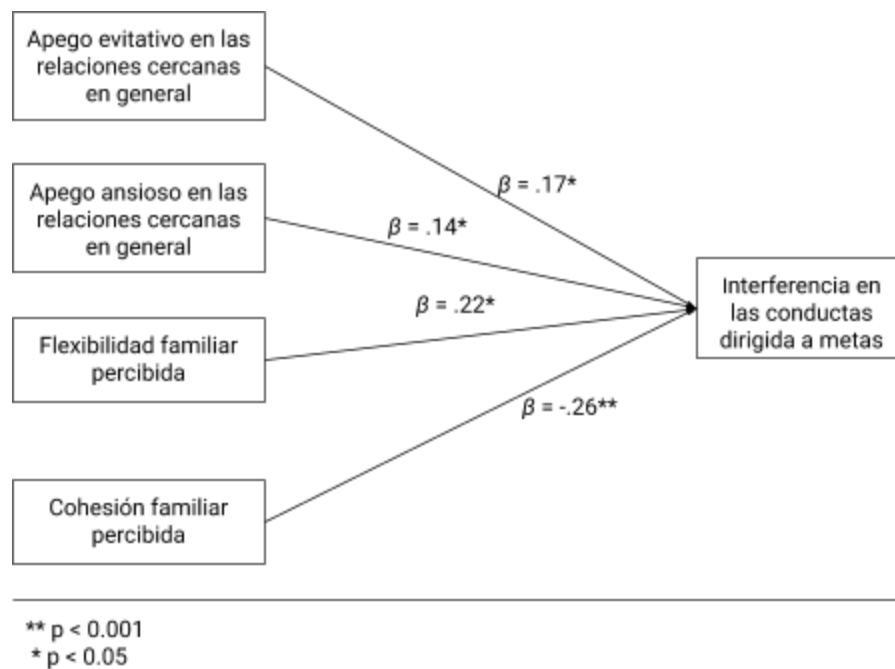 Apego evitativo en las
relaciones cercanas
en general
β = .17*
Apego ansioso en las
relaciones cercanas
en general
β = .14*
Interferencia en
las conductas
dirigida a metas
β = .22*
Flexibilidad familiar
percibida
β = -.26**
Cohesión familiar
percibida
** p < 0.001
* p < 0.05